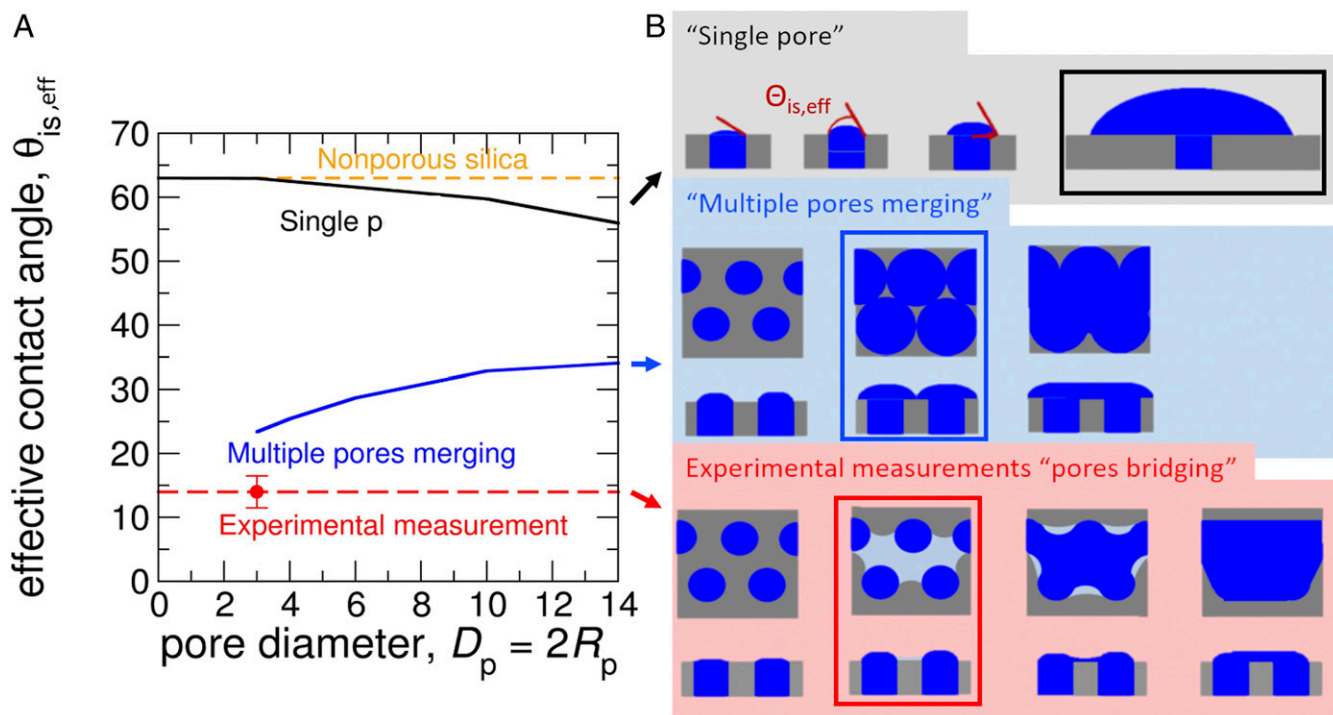 A
effective contact angle, θis,eff
70
60
50
40
30
20
10
0
Nonporous silica
Single p
Multiple pores merging
Experimental measurement
0 2 4 6 8 10 12 14
pore diameter, Dp = 2Rp
B
“Single pore”
Θis,eff
“Multiple pores merging”
Experimental measurements “pores bridging”